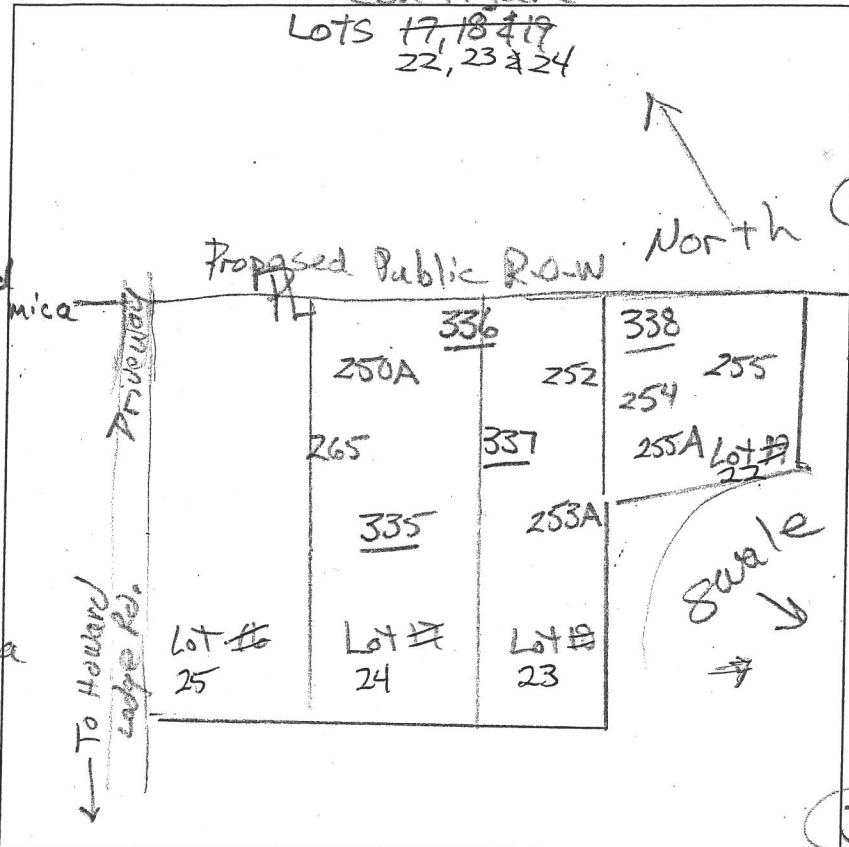 Lots 17, 18 & 19
22, 23 & 24
North
Proposed Public R.O.W.
PL
mica
Driveway
336
338
250A
252
254
255
265
337
255A Lot #19
22
335
253A
Swale
Lot #16
25
Lot #17
24
Lot #18
23
To Howard
Lodge Rd.